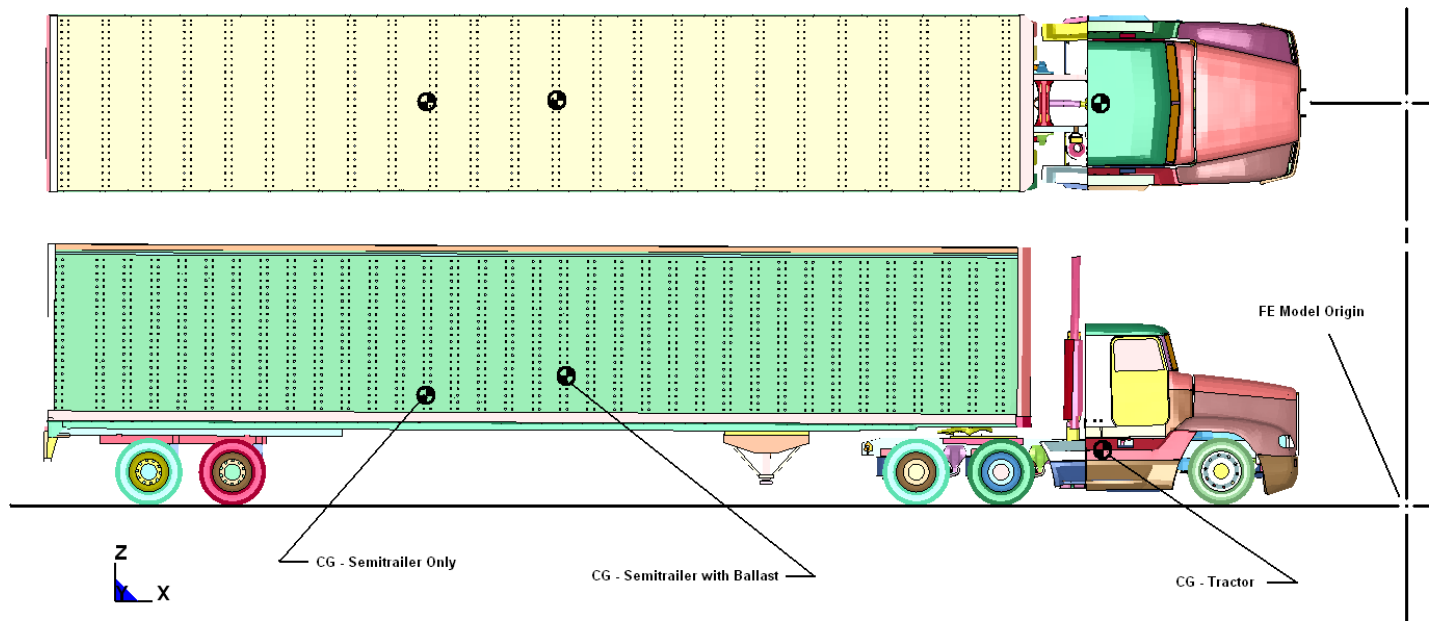 FE Model Origin
CG - Semitrailer Only
CG - Semitrailer with Ballast
CG - Tractor
Z
Y
X